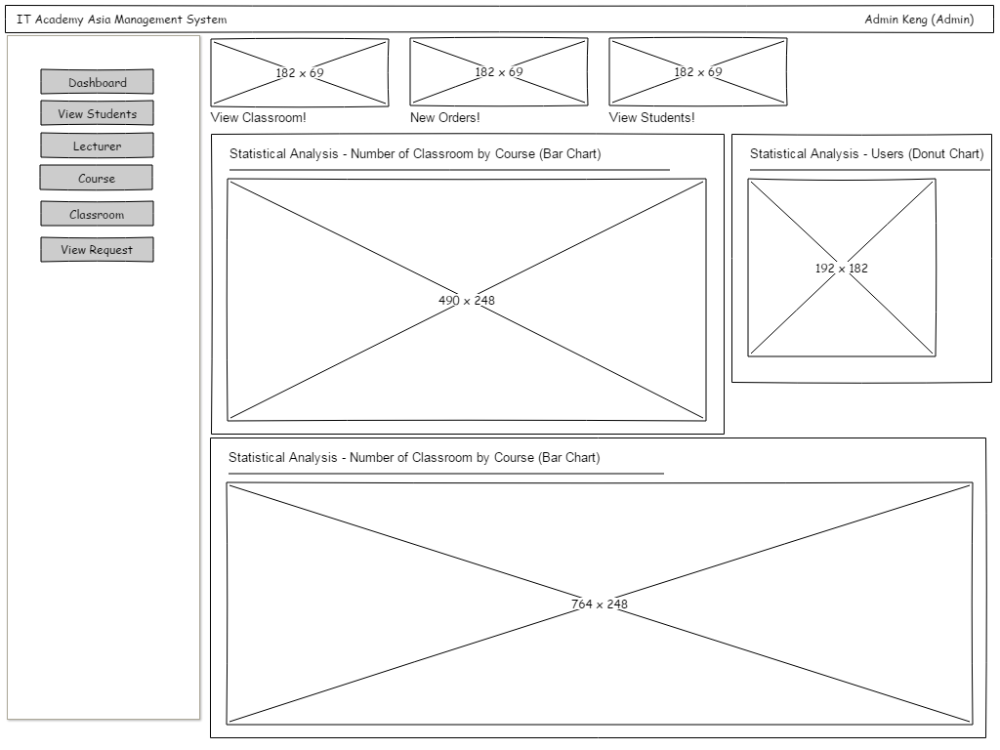 IT Academy Asia Management System
Admin Keng (Admin)
Dashboard
View Students
Lecturer
Course
Classroom
View Request
182 x 69
182 x 69
182 x 69
View Classroom!
New Orders!
View Students!
Statistical Analysis - Number of Classroom by Course (Bar Chart)
490 x 248
Statistical Analysis - Users (Donut Chart)
192 x 182
Statistical Analysis - Number of Classroom by Course (Bar Chart)
764 x 248